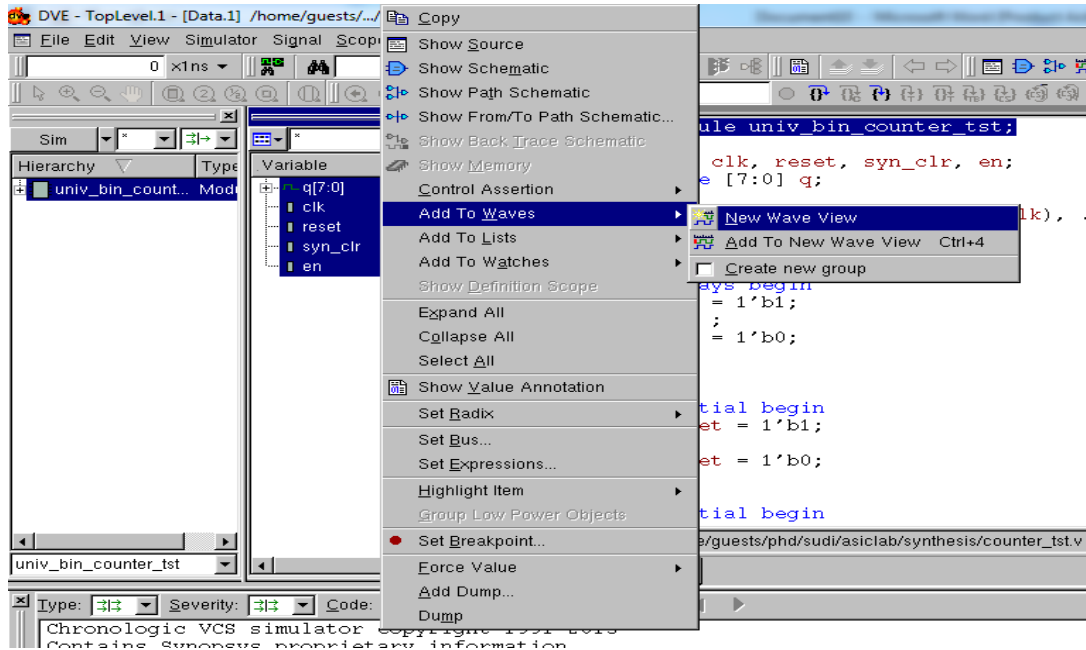 DVE - TopLevel.1 - [Data.1] /home/guests/.../
File Edit View Simulator Signal Scop
0 x1ns
Sim * *
Hierarchy Type Variable
univ_bin_count... Modu
q[7:0]
clk
reset
syn_clr
en
univ_bin_counter_tst
Copy
Show Source
Show Schematic
Show Path Schematic
Show From/To Path Schematic...
Show Back Trace Schematic
Show Memory
Control Assertion
Add To Waves
Add To Lists
Add To Watches
Show Definition Scope
Expand All
Collapse All
Select All
Show Value Annotation
Set Radix
Set Bus...
Set Expressions...
Highlight Item
Group Low Power Objects
Set Breakpoint...
Force Value
Add Dump...
Dump
New Wave View
Add To New Wave View Ctrl+4
Create new group
ule univ_bin_counter_tst;
clk, reset, syn_clr, en;
e [7:0] q;
lk), .
ays begin
= 1'b1;
;
= 1'b0;
tial begin
et = 1'b1;
et = 1'b0;
tial begin
e/guests/phd/sudi/asiclab/synthesis/counter_tst.v
Type: Severity: Code:
Chronologic VCS simulator copyright 1991-2013
Contains Synopsys proprietary information